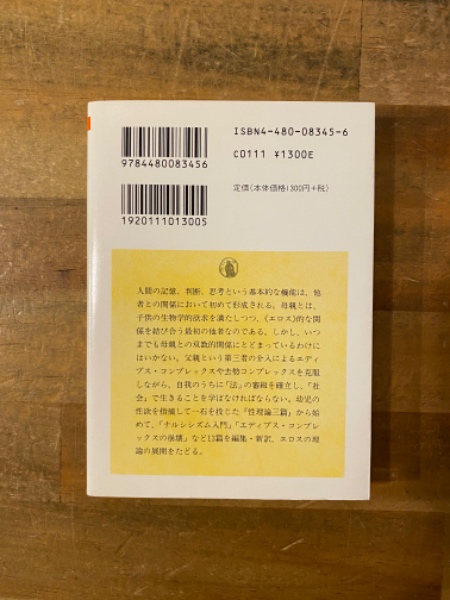 ISBN4-480-08345-6
C0111 ¥1300E
9784480083456
定価(本体価格1300円+税)
1920111013005
人間の記憶、判断、思考という基本的な機能は、他
者との関係において初めて形成される。母親とは、
子供の生物学的欲求を満たしつつ、《エロス》的な関
係を結び合う最初の他者なのである。しかし、いつ
までも母親との双数的関係にとどまっているわけに
はいかない。父親という第三者の介入によるエディ
プス・コンプレックスや去勢コンプレックスを克服
しながら、自我のうちに「法」の審級を確立し、「社
会」で生きることを学ばなければならない。幼児の
性欲を指摘して一石を投じた『性理論三篇』から始
めて、「ナルシシズム入門」「エディプス・コンプレ
ックスの崩壊」など13篇を編集・新訳、エロスの理
論の展開をたどる。